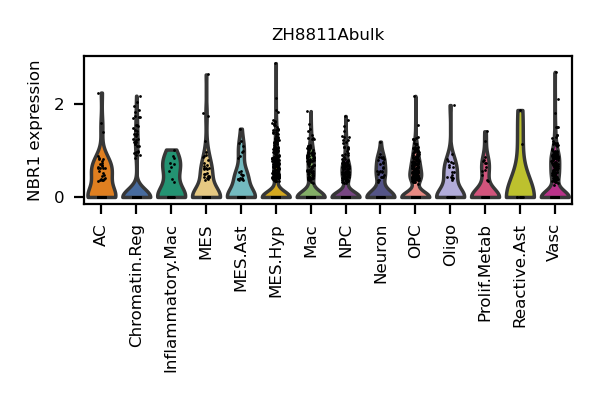 ZH8811Abulk
NBR1 expression
2
0
AC
Chromatin.Reg
Inflammatory.Mac
MES
MES.Ast
MES.Hyp
Mac
NPC
Neuron
OPC
Oligo
Prolif.Metab
Reactive.Ast
Vasc